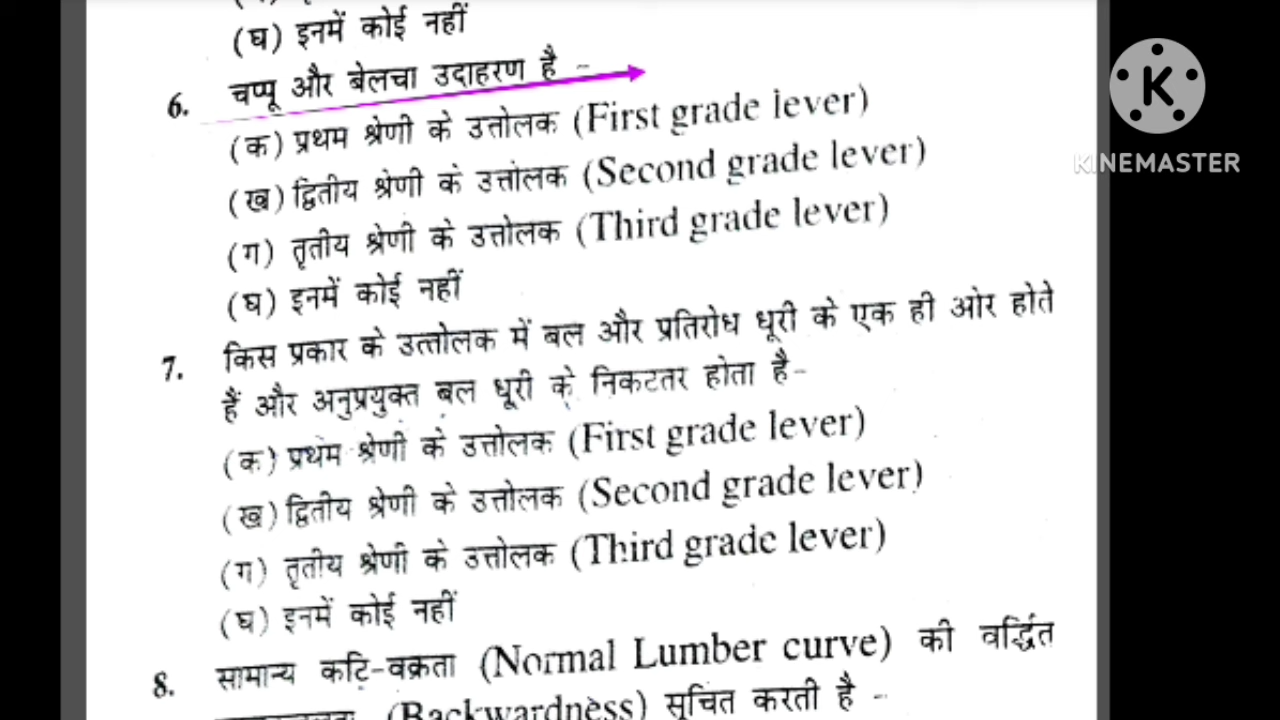 (घ) इनमें कोई नहीं
6. चप्पू और बेलचा उदाहरण है –
(क) प्रथम श्रेणी के उत्तोलक (First grade lever)
(ख) द्वितीय श्रेणी के उत्तोलक (Second grade lever)
(ग) तृतीय श्रेणी के उत्तोलक (Third grade lever)
(घ) इनमें कोई नहीं
7. किस प्रकार के उत्तोलक में बल और प्रतिरोध धूरी के एक ही ओर होते
हैं और अनुप्रयुक्त बल धूरी के निकटतर होता है–
(क) प्रथम श्रेणी के उत्तोलक (First grade lever)
(ख) द्वितीय श्रेणी के उत्तोलक (Second grade lever)
(ग) तृतीय श्रेणी के उत्तोलक (Third grade lever)
(घ) इनमें कोई नहीं
8. सामान्य कटि-वक्रता (Normal Lumber curve) की वर्द्धित
(Backwardness) सूचित करती है –
K
KINEMASTER